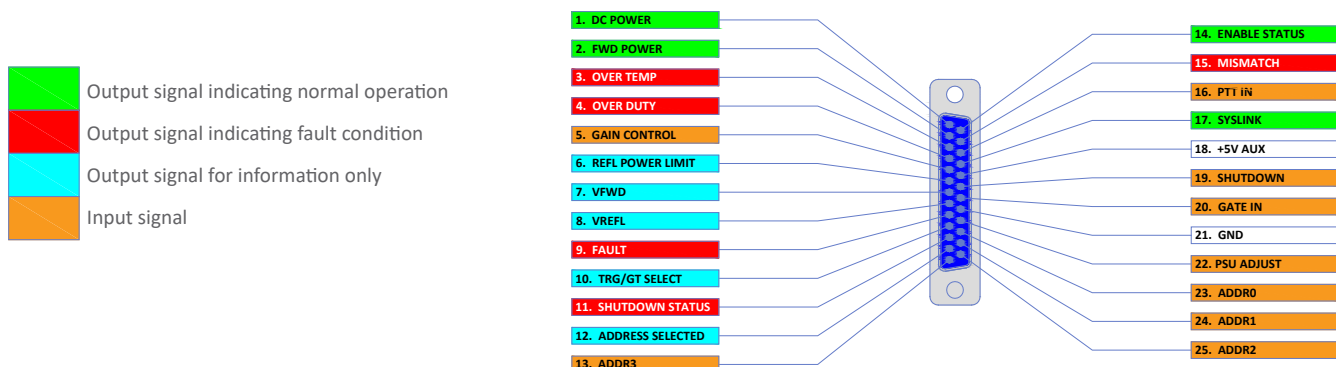 Output signal indicating normal operation
Output signal indicating fault condition
Output signal for information only
Input signal
1. DC POWER
2. FWD POWER
3. OVER TEMP
4. OVER DUTY
5. GAIN CONTROL
6. REFL POWER LIMIT
7. VFWD
8. VREFL
9. FAULT
10. TRG/GT SELECT
11. SHUTDOWN STATUS
12. ADDRESS SELECTED
13. ADDR3
14. ENABLE STATUS
15. MISMATCH
16. PTT IN
17. SYSLINK
18. +5V AUX
19. SHUTDOWN
20. GATE IN
21. GND
22. PSU ADJUST
23. ADDR0
24. ADDR1
25. ADDR2